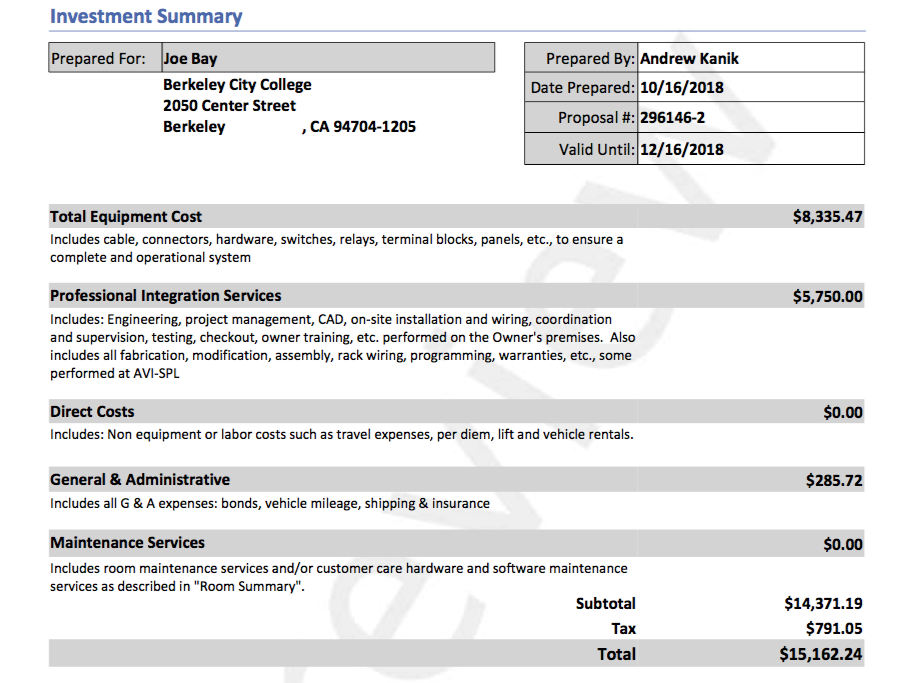 Investment Summary
Prepared For: Joe Bay
Berkeley City College
2050 Center Street
Berkeley , CA 94704-1205
Prepared By: Andrew Kanik
Date Prepared: 10/16/2018
Proposal #: 296146-2
Valid Until: 12/16/2018
Total Equipment Cost $8,335.47
Includes cable, connectors, hardware, switches, relays, terminal blocks, panels, etc., to ensure a
complete and operational system
Professional Integration Services $5,750.00
Includes: Engineering, project management, CAD, on-site installation and wiring, coordination
and supervision, testing, checkout, owner training, etc. performed on the Owner's premises. Also
includes all fabrication, modification, assembly, rack wiring, programming, warranties, etc., some
performed at AVI-SPL
Direct Costs $0.00
Includes: Non equipment or labor costs such as travel expenses, per diem, lift and vehicle rentals.
General & Administrative $285.72
Includes all G & A expenses: bonds, vehicle mileage, shipping & insurance
Maintenance Services $0.00
Includes room maintenance services and/or customer care hardware and software maintenance
services as described in "Room Summary".
Subtotal $14,371.19
Tax $791.05
Total $15,162.24